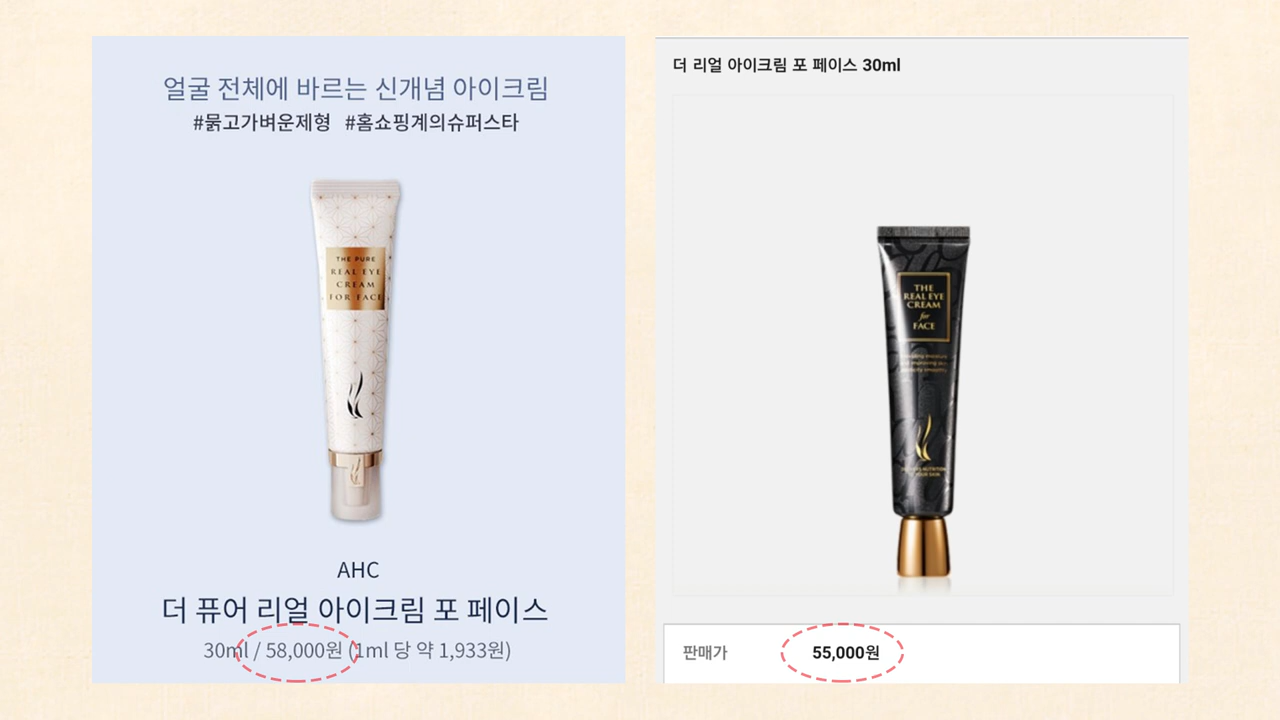 얼굴 전체에 바르는 신개념 아이크림
#묽고가벼운제형 #홈쇼핑계의슈퍼스타
THE PURE
REAL EYE
CREAM
FOR FACE
AHC
더 퓨어 리얼 아이크림 포 페이스
30ml / 58,000원 (1ml 당 약 1,933원)
더 리얼 아이크림 포 페이스 30ml
THE
REAL EYE
CREAM
for
FACE
판매가 55,000원